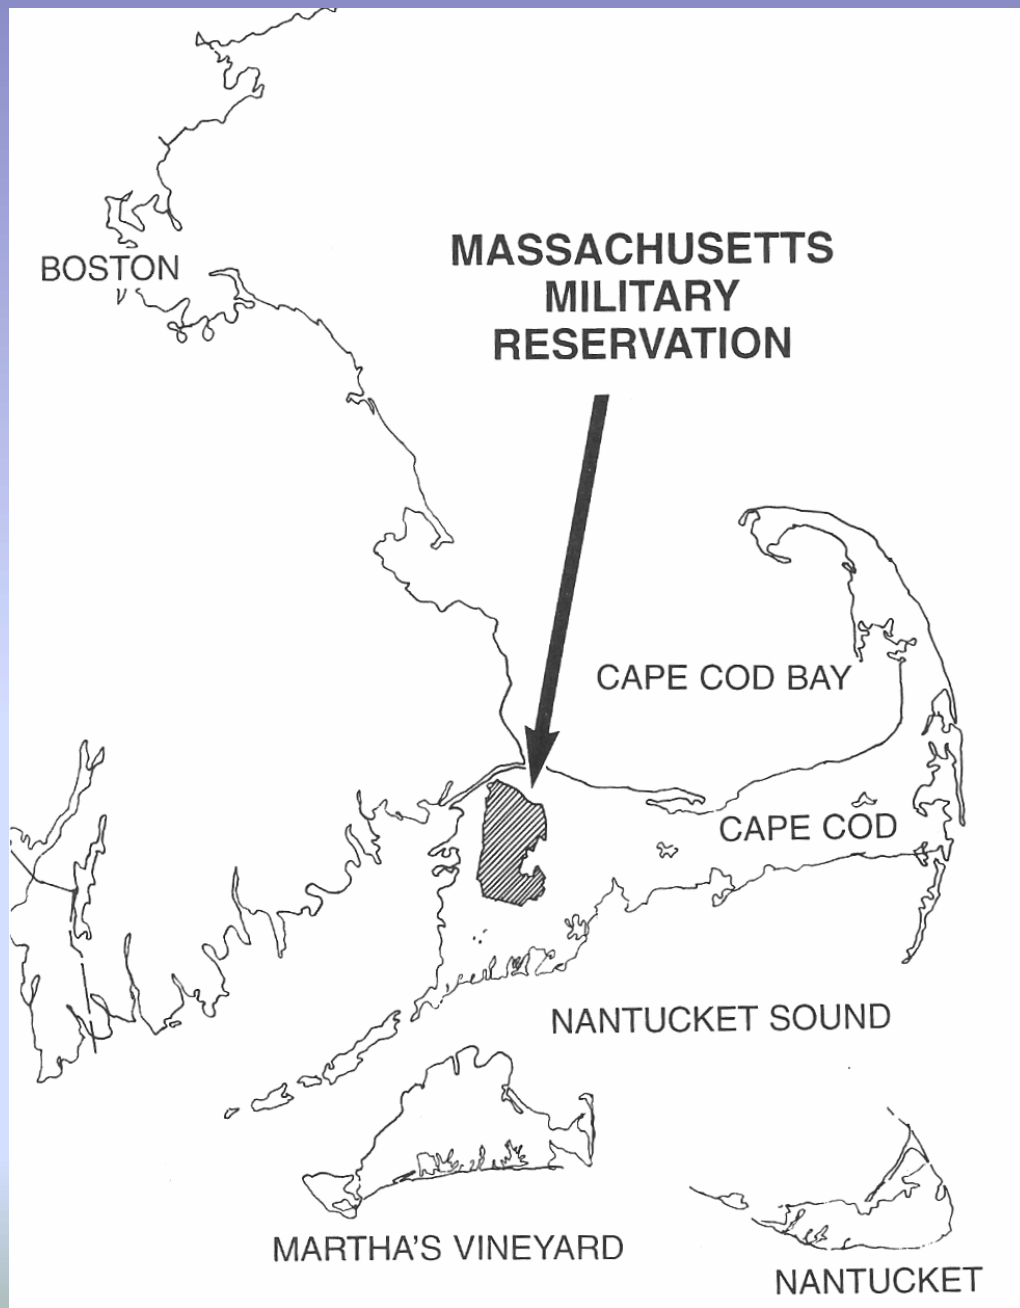 BOSTON
MASSACHUSETTS
MILITARY
RESERVATION
CAPE COD BAY
CAPE COD
NANTUCKET SOUND
MARTHA'S VINEYARD
NANTUCKET